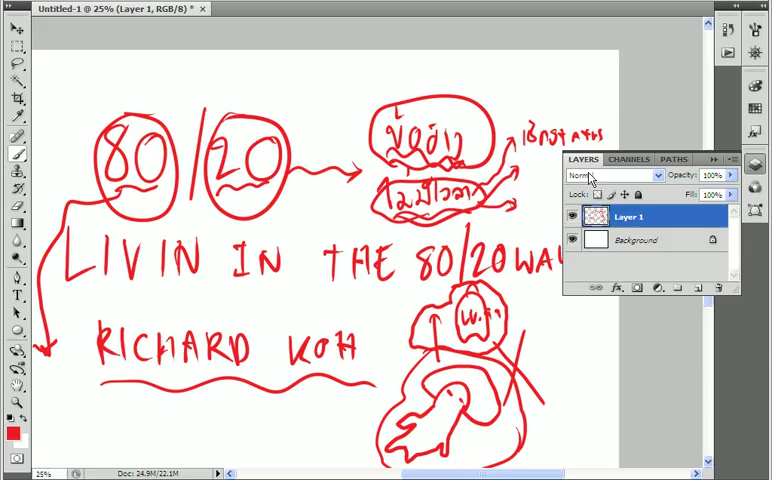 Untitled-1 @ 25% (Layer 1, RGB/8) *
80/20
ข้ออ้าง
ไม่มีเวลา
LAYERS CHANNELS PATHS
Normal Opacity: 100%
Lock: Fill: 100%
Layer 1
Background
LIVIN IN THE 80/20 WAY
RICHARD KOH
25% Doc: 24.9M/22.1M